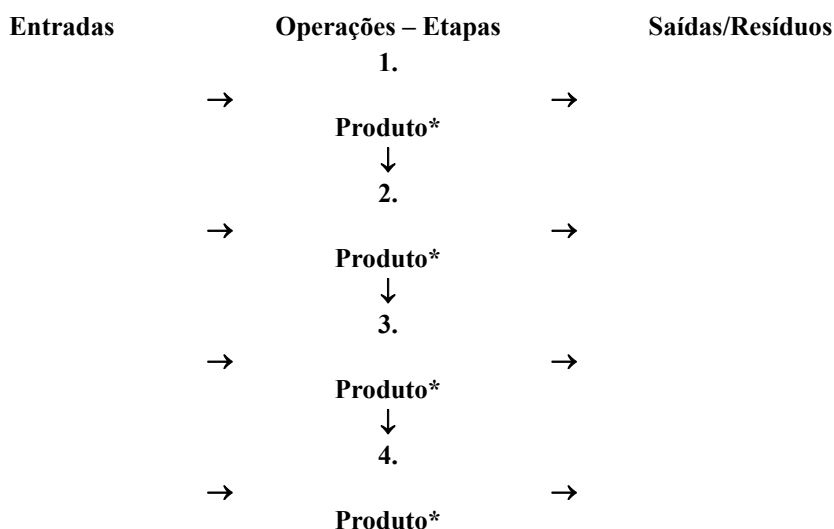 Entradas Operações – Etapas Saídas/Resíduos
1.
→ →
Produto*
↓
2.
→ →
Produto*
↓
3.
→ →
Produto*
↓
4.
→ →
Produto*